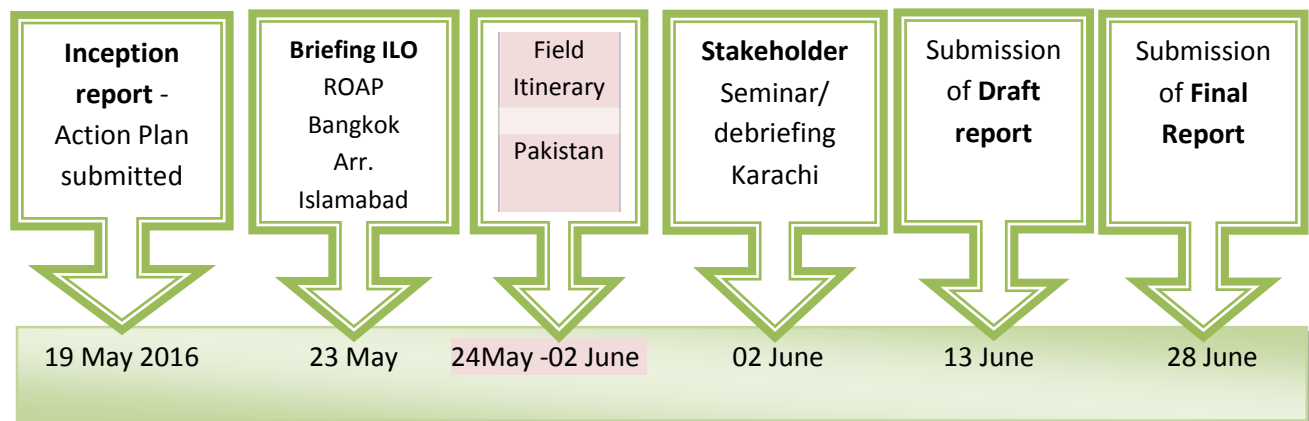 Inception
report -
Action Plan
submitted
Briefing ILO
ROAP
Bangkok
Arr.
Islamabad
Field
Itinerary
Pakistan
Stakeholder
Seminar/
debriefing
Karachi
Submission
of Draft
report
Submission
of Final
Report
19 May 2016
23 May
24May -02 June
02 June
13 June
28 June